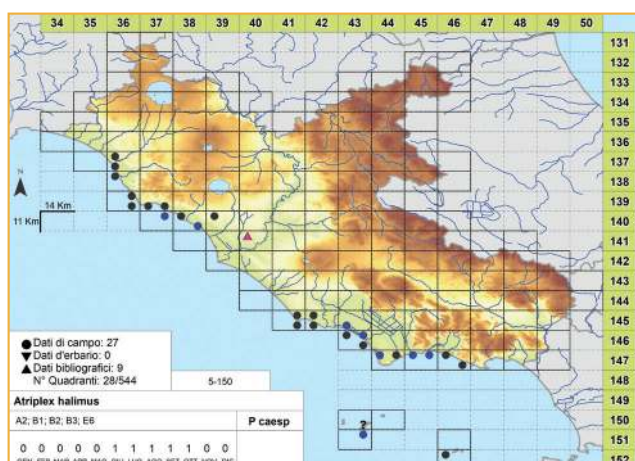 34 35 36 37 38 39 40 41 42 43 44 45 46 47 48 49 50
131
132
133
134
135
136
137
138
N
139
14 Km
140
11 Km
141
142
143
144
145
146
147
148
Dati di campo: 27
Dati d'erbario: 0
Dati bibliografici: 9
N° Quadranti: 28/544
5-150
Atriplex halimus
A2; B1; B2; B3; E6
P caesp
?
150
151
0 0 0 0 0 1 1 1 1 1 0 0
152